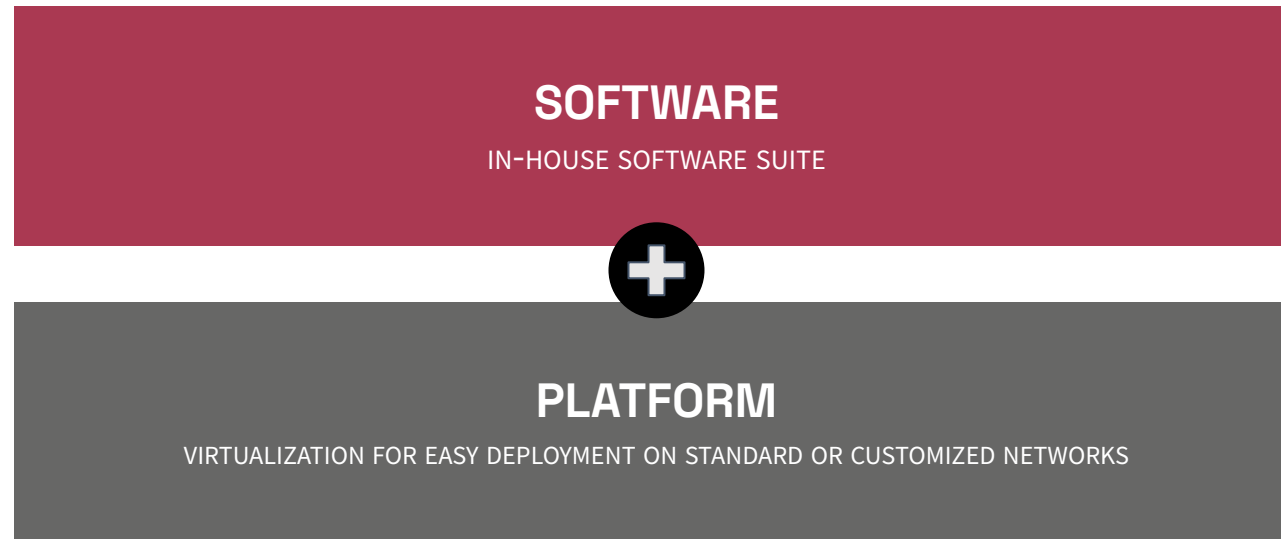 SOFTWARE
IN-HOUSE SOFTWARE SUITE
PLATFORM
VIRTUALIZATION FOR EASY DEPLOYMENT ON STANDARD OR CUSTOMIZED NETWORKS